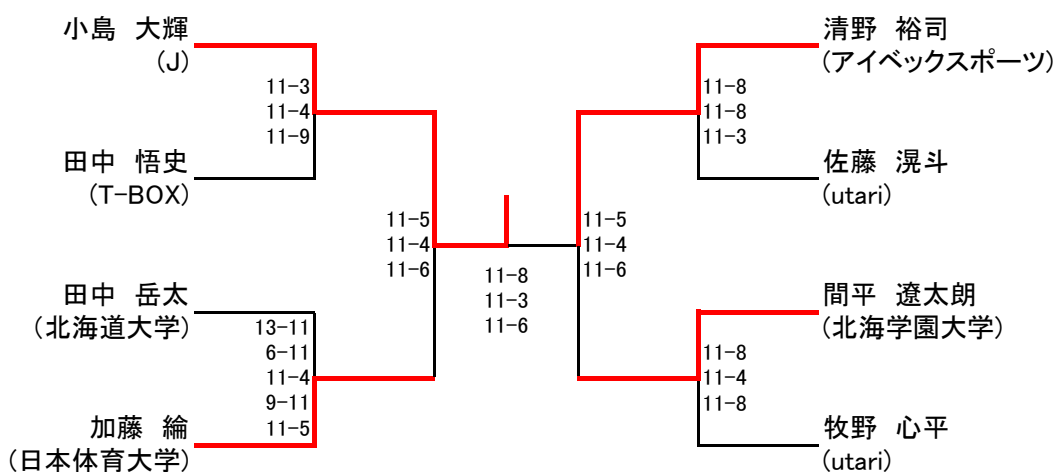 小島 大輝
(J)
11-3
11-4
11-9
田中 悟史
(T-BOX)
11-5
11-4
11-6
田中 岳太
(北海道大学)
13-11
6-11
11-4
9-11
11-5
加藤 綸
(日本体育大学)
11-8
11-3
11-6
清野 裕司
(アイベックスポーツ)
11-8
11-8
11-3
佐藤 滉斗
(utari)
11-5
11-4
11-6
間平 遼太朗
(北海学園大学)
11-8
11-4
11-8
牧野 心平
(utari)